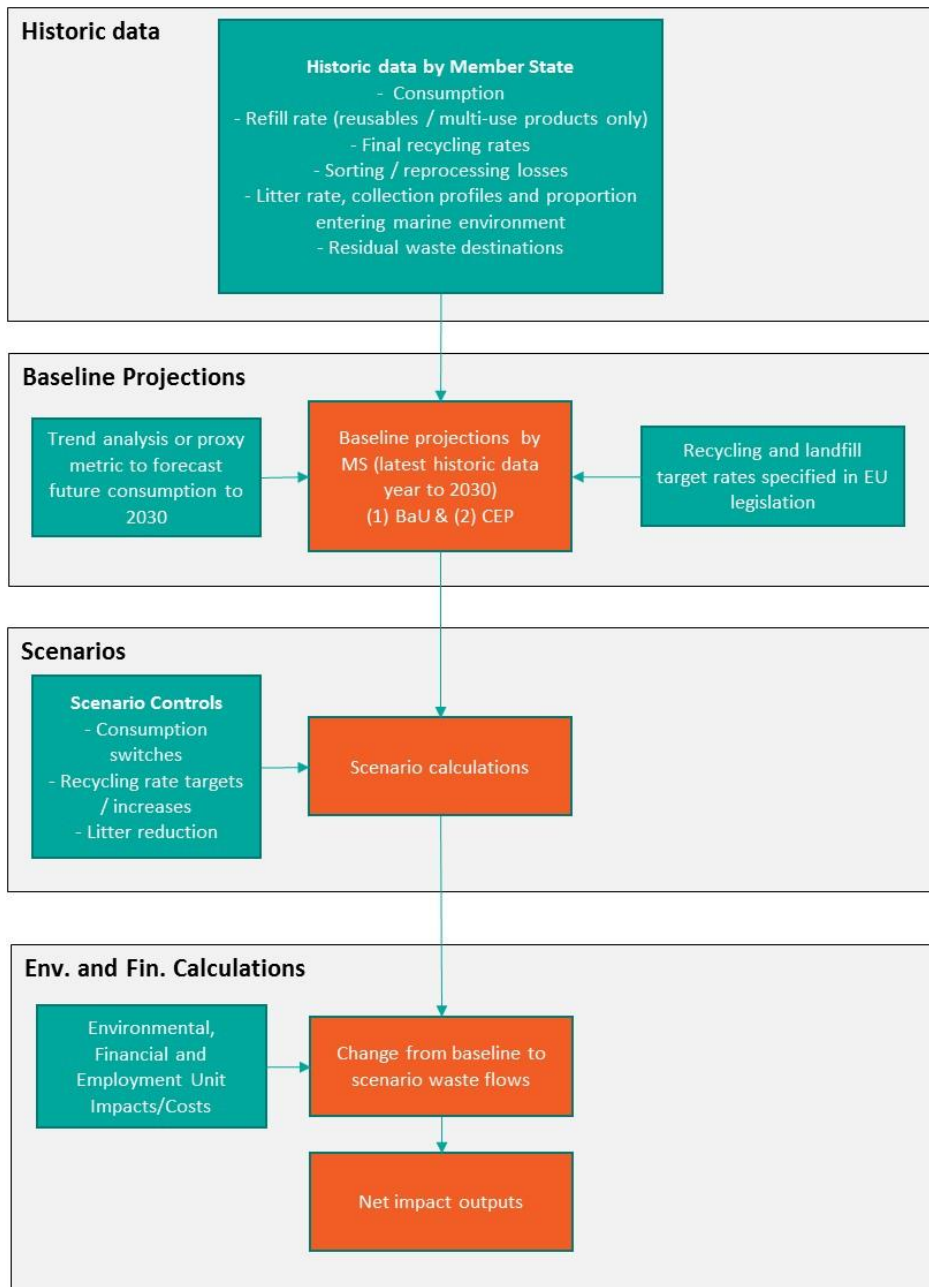 Historic data
Historic data by Member State
- Consumption
- Refill rate (reusables / multi-use products only)
- Final recycling rates
- Sorting / reprocessing losses
- Litter rate, collection profiles and proportion
entering marine environment
- Residual waste destinations
Baseline Projections
Trend analysis or proxy
metric to forecast
future consumption to
2030
Baseline projections by
MS (latest historic data
year to 2030)
(1) BaU & (2) CEP
Recycling and landfill
target rates specified in EU
legislation
Scenarios
Scenario Controls
- Consumption
switches
- Recycling rate targets
/ increases
- Litter reduction
Scenario calculations
Env. and Fin. Calculations
Environmental,
Financial and
Employment Unit
Impacts/Costs
Change from baseline to
scenario waste flows
Net impact outputs